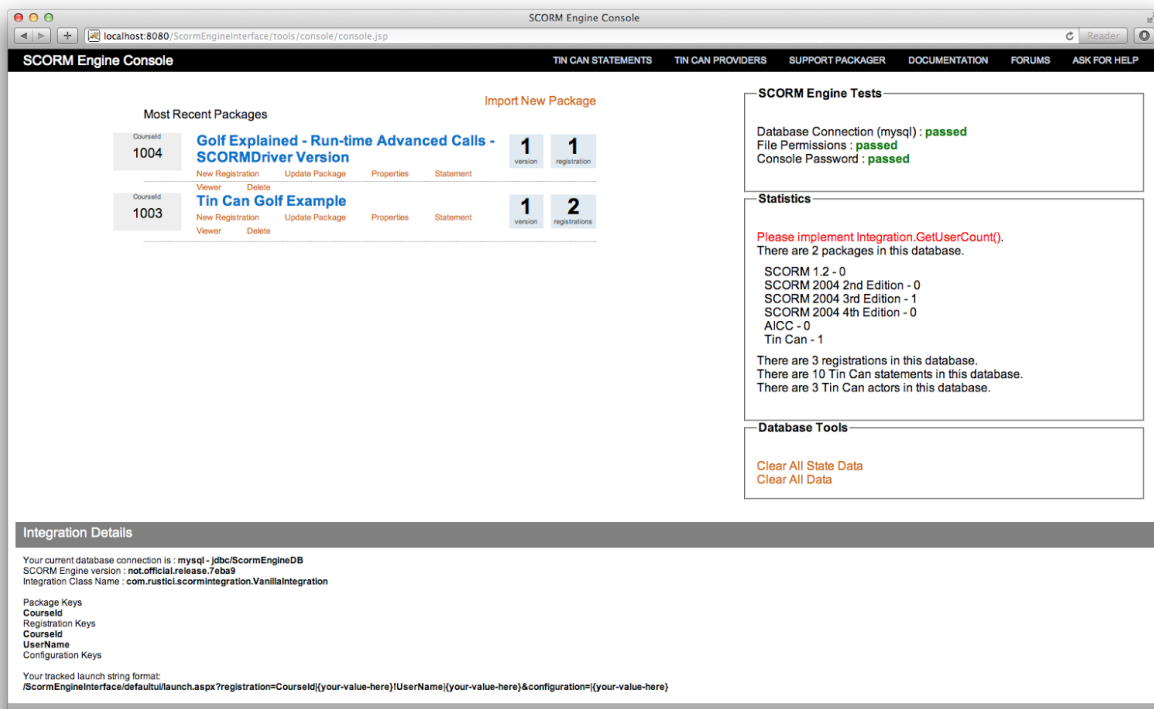 SCORM Engine Console
localhost:8080/ScormEngineInterface/tools/console/console.jsp
Reader
SCORM Engine Console
TIN CAN STATEMENTS TIN CAN PROVIDERS SUPPORT PACKAGER DOCUMENTATION FORUMS ASK FOR HELP
Import New Package
Most Recent Packages
CourseId
1004
Golf Explained - Run-time Advanced Calls -
SCORMDriver Version
New Registration Update Package Properties Statement
Viewer Delete
1
version
1
registration
CourseId
1003
Tin Can Golf Example
New Registration Update Package Properties Statement
Viewer Delete
1
version
2
registrations
SCORM Engine Tests
Database Connection (mysql) : passed
File Permissions : passed
Console Password : passed
Statistics
Please implement Integration.GetUserCount().
There are 2 packages in this database.
SCORM 1.2 - 0
SCORM 2004 2nd Edition - 0
SCORM 2004 3rd Edition - 1
SCORM 2004 4th Edition - 0
AICC - 0
Tin Can - 1
There are 3 registrations in this database.
There are 10 Tin Can statements in this database.
There are 3 Tin Can actors in this database.
Database Tools
Clear All State Data
Clear All Data
Integration Details
Your current database connection is : mysql - jdbc/ScormEngineDB
SCORM Engine version : not.official.release.7eba9
Integration Class Name : com.rustici.scormintegration.VanillaIntegration
Package Keys
CourseId
Registration Keys
CourseId
UserName
Configuration Keys
Your tracked launch string format:
/ScormEngineInterface/defaultui/launch.aspx?registration=CourseId|{your-value-here}!UserName|{your-value-here}&configuration=|{your-value-here}